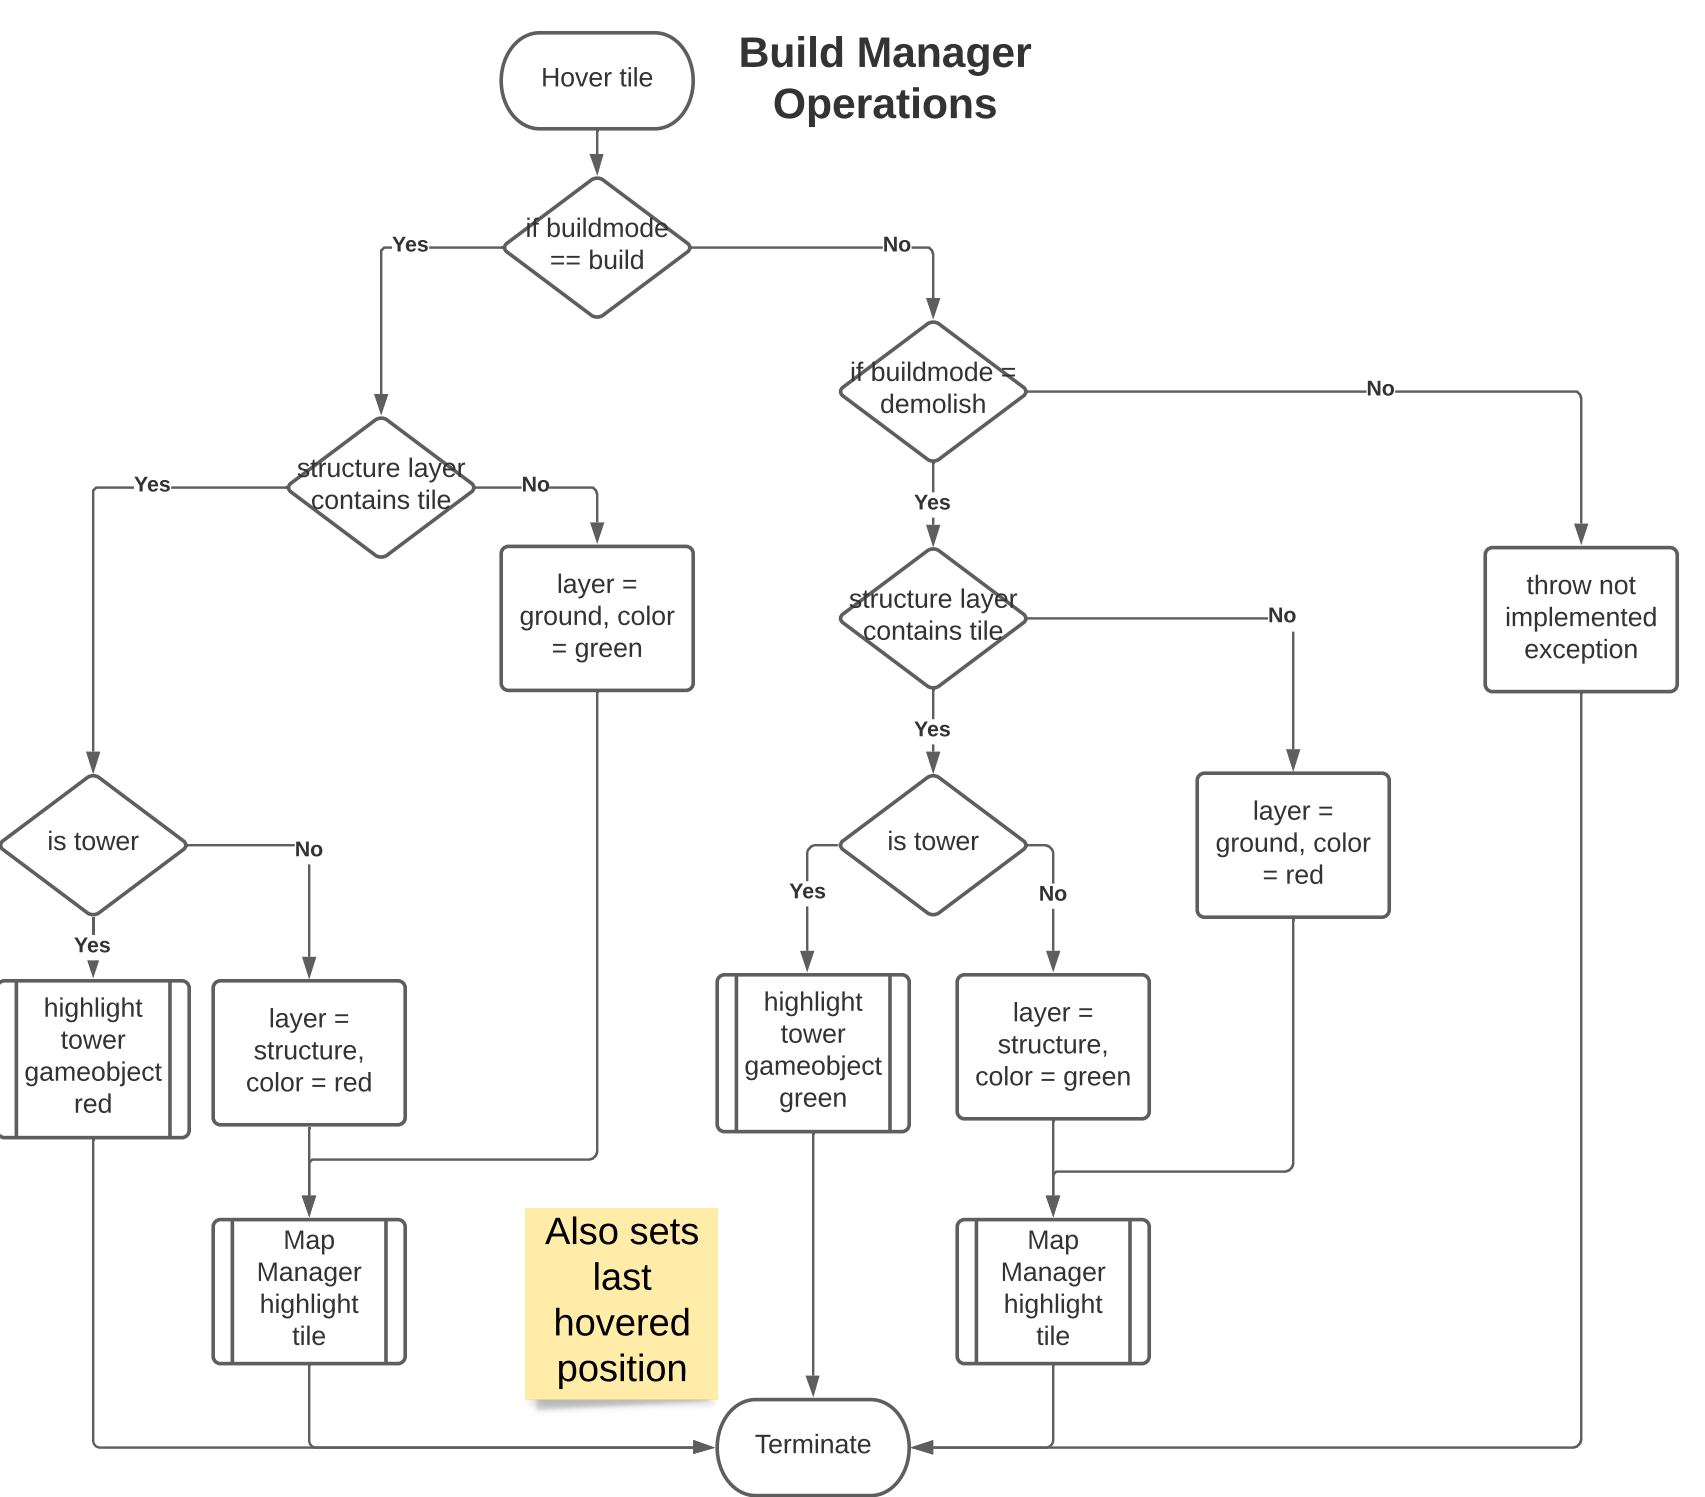 Build Manager
Operations
Hover tile
if buildmode
== build
Yes
No
if buildmode =
demolish
No
Yes
structure layer
contains tile
Yes
No
layer =
ground, color
= green
structure layer
contains tile
No
Yes
throw not
implemented
exception
is tower
No
Yes
is tower
Yes
No
layer =
ground, color
= red
highlight
tower
gameobject
red
layer =
structure,
color = red
highlight
tower
gameobject
green
layer =
structure,
color = green
Map
Manager
highlight
tile
Also sets
last
hovered
position
Map
Manager
highlight
tile
Terminate